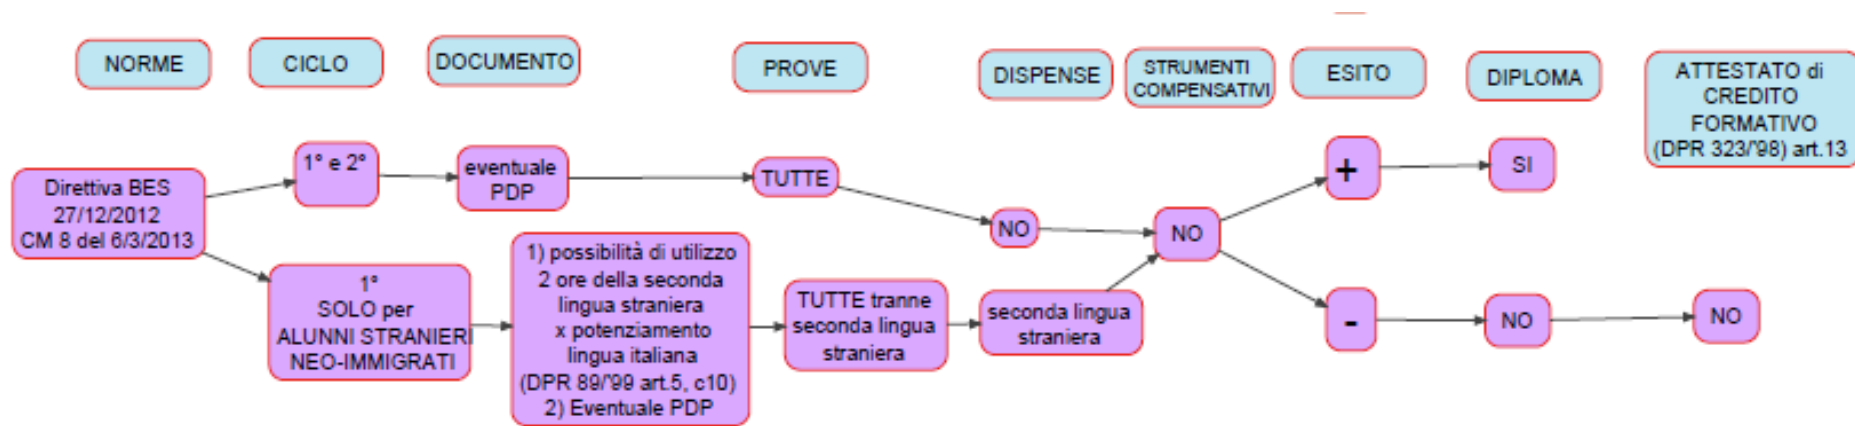 NORME
CICLO
DOCUMENTO
PROVE
DISPENSE
STRUMENTI
COMPENSATIVI
ESITO
DIPLOMA
ATTESTATO di
CREDITO
FORMATIVO
(DPR 323/'98) art.13
Direttiva BES
27/12/2012
CM 8 del 6/3/2013
1° e 2°
eventuale
PDP
TUTTE
NO
NO
+
SI
1°
SOLO per
ALUNNI STRANIERI
NEO-IMMIGRATI
1) possibilità di utilizzo
2 ore della seconda
lingua straniera
x potenziamento
lingua italiana
(DPR 89/'99 art.5, c10)
2) Eventuale PDP
TUTTE tranne
seconda lingua
straniera
seconda lingua
straniera
-
NO
NO